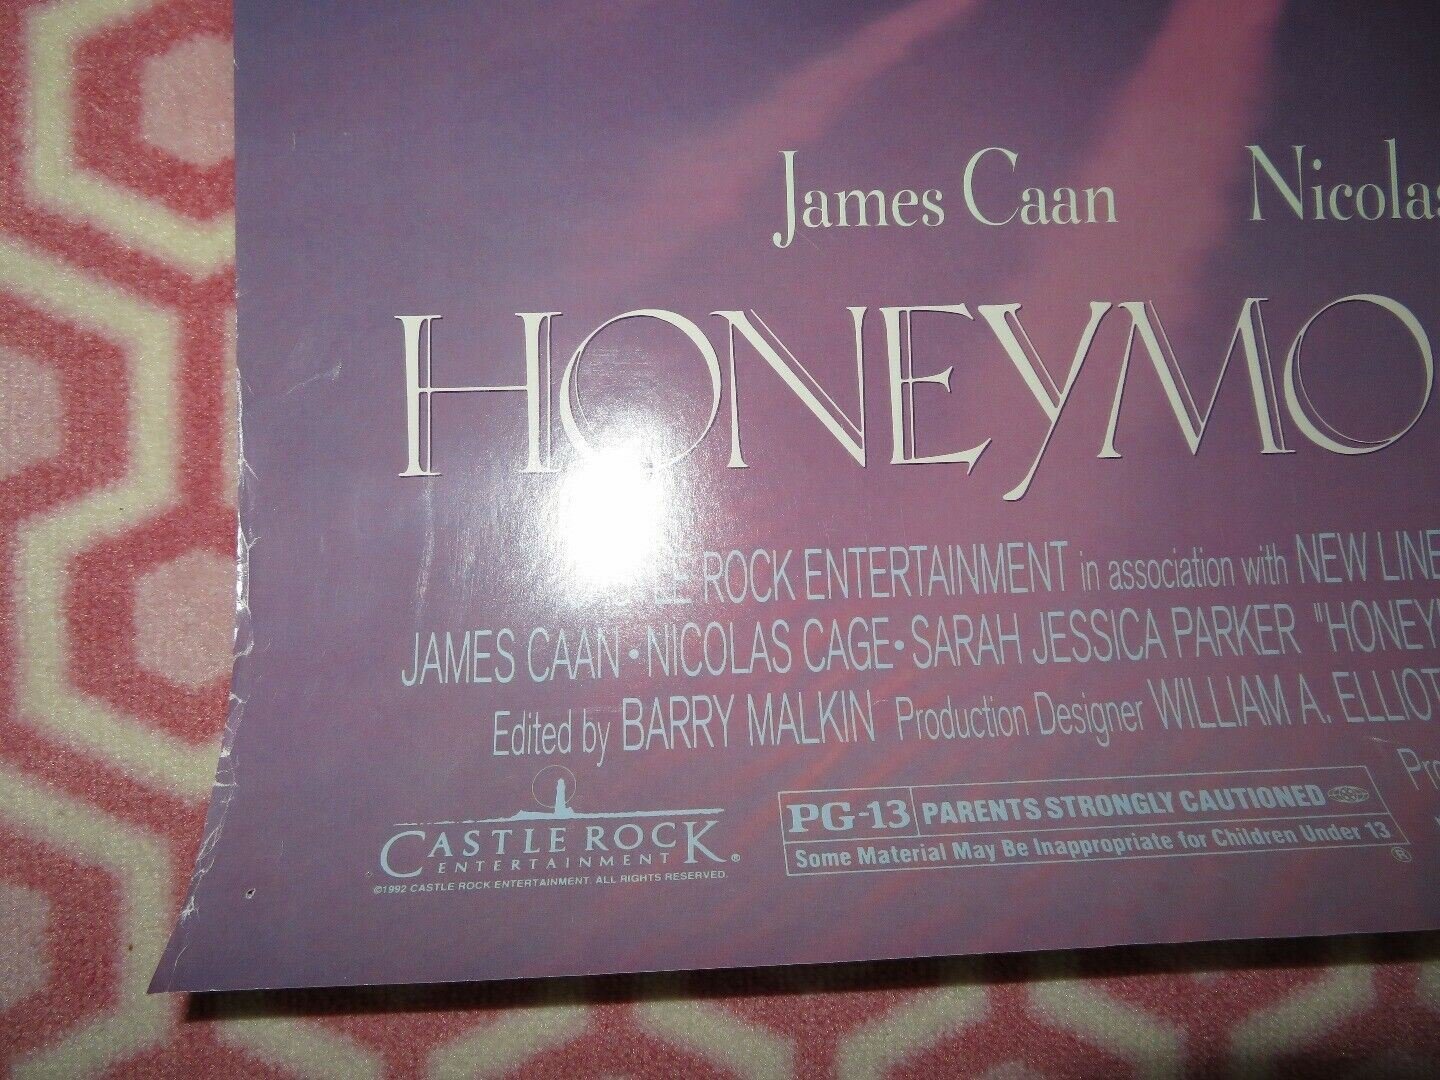 James Caan Nicolas
HONEYMO
ROCK ENTERTAINMENT in association with NEW LINE
JAMES CAAN • NICOLAS CAGE • SARAH JESSICA PARKER "HONEY
Edited by BARRY MALKIN Production Designer WILLIAM A. ELLIOT
CASTLE ROCK
ENTERTAINMENT ®
©1992 CASTLE ROCK ENTERTAINMENT. ALL RIGHTS RESERVED.
PG-13 PARENTS STRONGLY CAUTIONED
Some Material May Be Inappropriate for Children Under 13
®